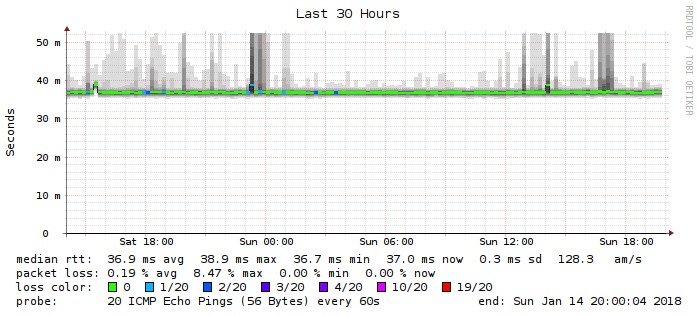 Last 30 Hours
RRDTOOL / TOBI OETIKER
Seconds
50 m
40 m
30 m
20 m
10 m
0
Sat 18:00 Sun 00:00 Sun 06:00 Sun 12:00 Sun 18:00
median rtt: 36.9 ms avg 38.9 ms max 36.7 ms min 37.0 ms now 0.3 ms sd 128.3 am/s
packet loss: 0.19 % avg 8.47 % max 0.00 % min 0.00 % now
loss color: 0 1/20 2/20 3/20 4/20 10/20 19/20
probe: 20 ICMP Echo Pings (56 Bytes) every 60s end: Sun Jan 14 20:00:04 2018